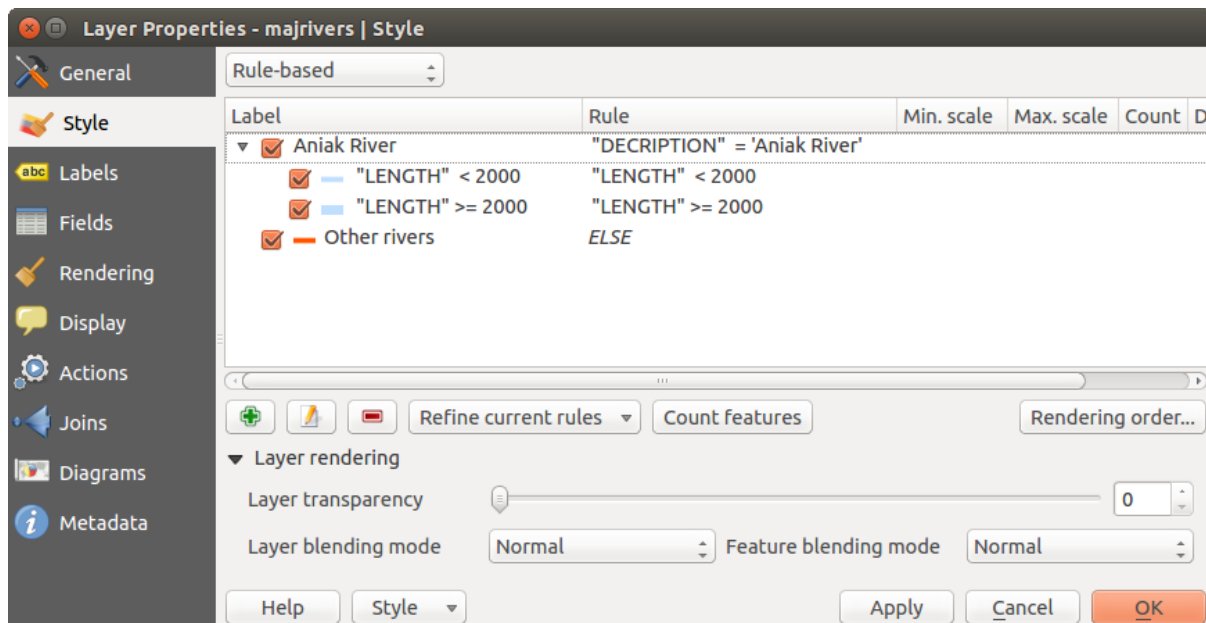 Layer Properties - majrivers | Style
General
Style
Labels
Fields
Rendering
Display
Actions
Joins
Diagrams
Metadata
abc
Rule-based
Label Rule Min. scale Max. scale Count D
Aniak River "DECRIPTION" = 'Aniak River'
"LENGTH" < 2000 "LENGTH" < 2000
"LENGTH" >= 2000 "LENGTH" >= 2000
Other rivers ELSE
Refine current rules Count features Rendering order...
Layer rendering
Layer transparency 0
Layer blending mode Normal Feature blending mode Normal
Help Style Apply Cancel OK